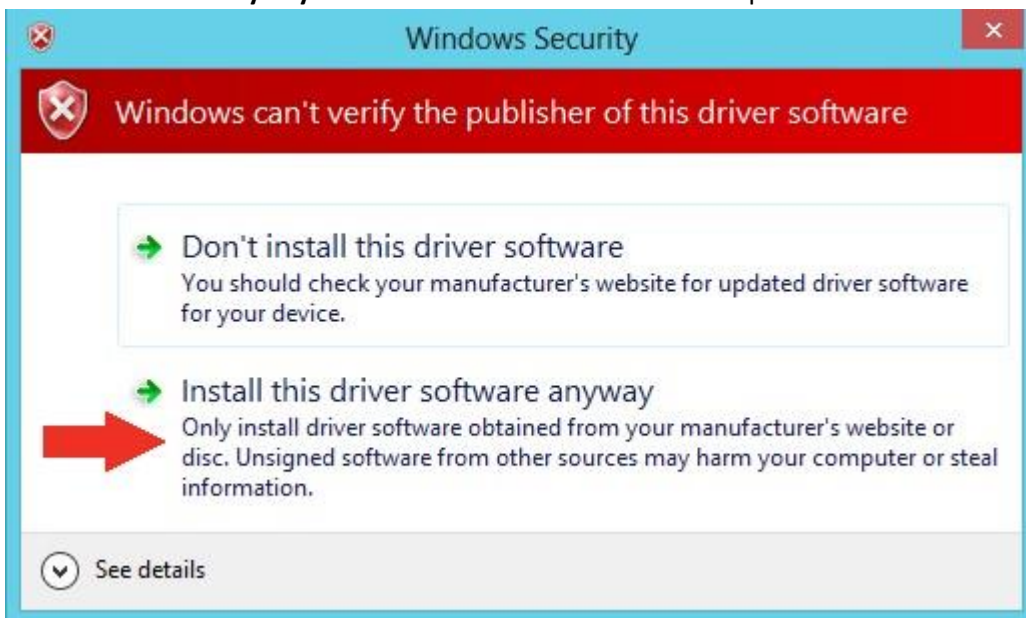 Windows Security
Windows can't verify the publisher of this driver software
Don't install this driver software
You should check your manufacturer's website for updated driver software
for your device.
Install this driver software anyway
Only install driver software obtained from your manufacturer's website or
disc. Unsigned software from other sources may harm your computer or steal
information.
See details